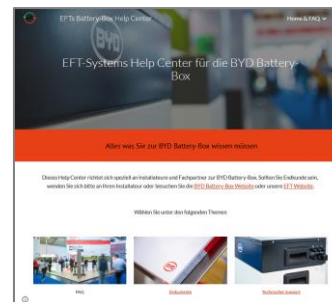 EFTs Battery-Box Help Center
Home & FAQ
BYD
EFT-Systems Help Center für die BYD Battery-
Box
Alles was Sie zur BYD Battery-Box wissen müssen
Dieses Help Center richtet sich speziell an Installateure und Fachpartner zur BYD Battery-Box. Sollten Sie Endkunde sein,
wenden Sie sich bitte an Ihren Installateur oder besuchen Sie die BYD Battery-Box Website oder unsere EFT Website.
Wählen Sie unter den folgenden Themen
FAQ
Dokumente
Technischer Support